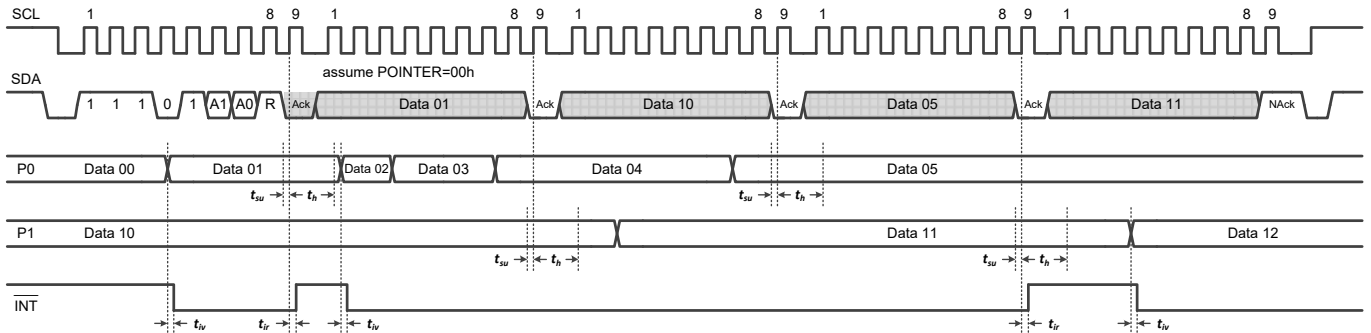 SCL 1 8 9 1 8 9 1 8 9 1 8 9 1 8 9
assume POINTER=00h
SDA 1 1 1 0 1 A1 A0 R Ack Data 01 Ack Data 10 Ack Data 05 Ack Data 11 NAck
P0 Data 00 Data 01 Data 02 Data 03 Data 04 Data 05
tsu th tsu th
P1 Data 10 Data 11 Data 12
tsu th tsu th
INT
tiv tir tiv tir tiv